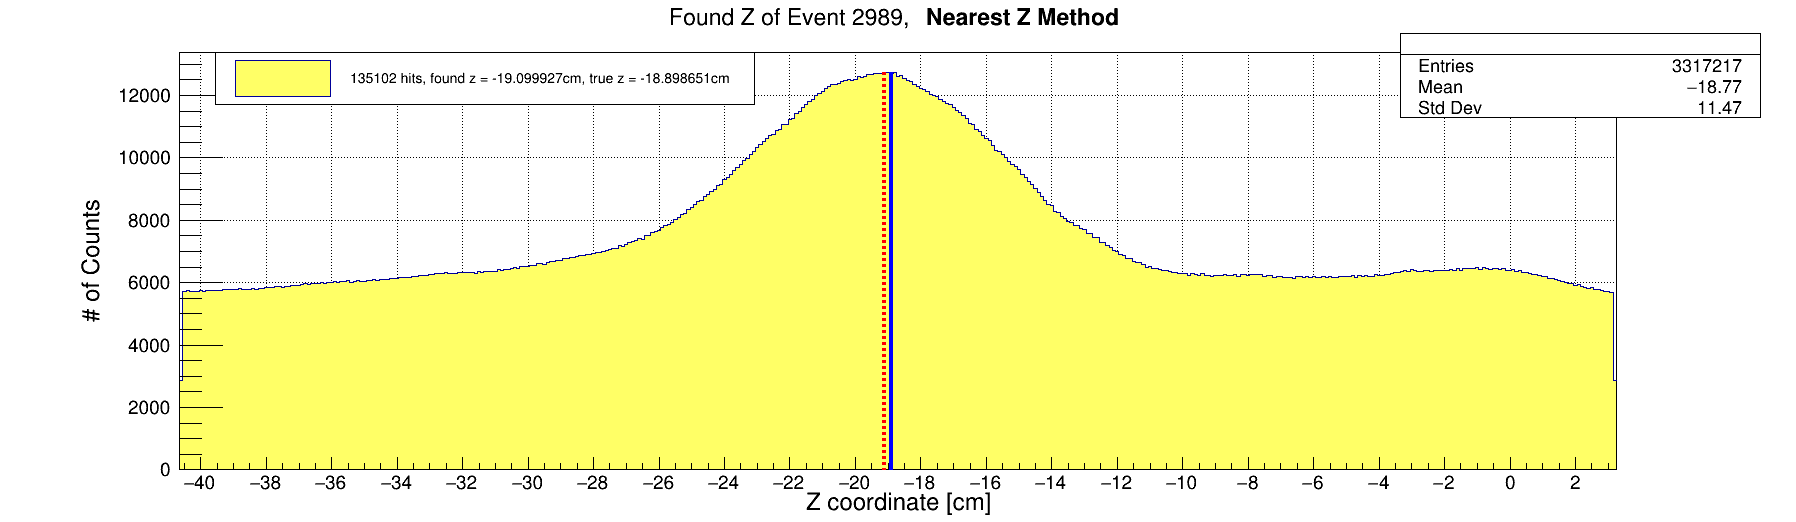 Found Z of Event 2989, Nearest Z Method
135102 hits, found z = -19.099927cm, true z = -18.898651cm
Entries 3317217
Mean −18.77
Std Dev 11.47
12000
10000
8000
6000
4000
2000
0
# of Counts
−40 −38 −36 −34 −32 −30 −28 −26 −24 −22 −20 −18 −16 −14 −12 −10 −8 −6 −4 −2 0 2
Z coordinate [cm]